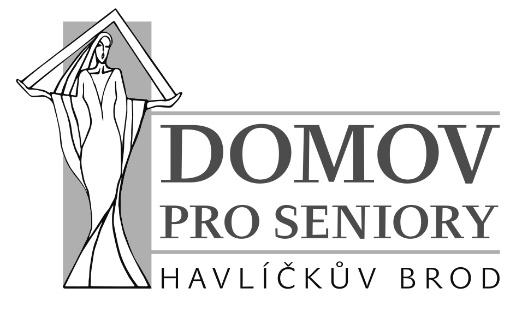 DOMOV
PRO SENIORY
HAVLÍČKŮV BROD